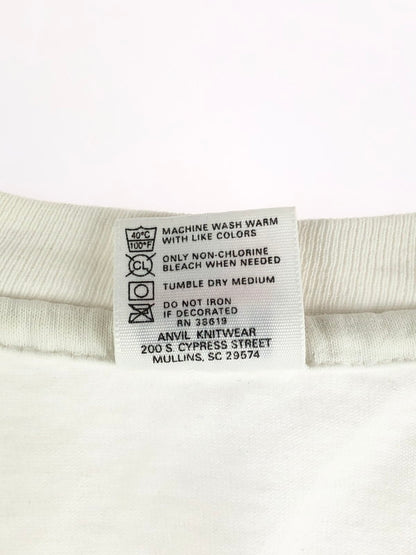 40°C
100°F
MACHINE WASH WARM
WITH LIKE COLORS
CL
ONLY NON-CHLORINE
BLEACH WHEN NEEDED
TUMBLE DRY MEDIUM
DO NOT IRON
IF DECORATED
RN 38619
ANVIL KNITWEAR
200 S. CYPRESS STREET
MULLINS, SC 29574